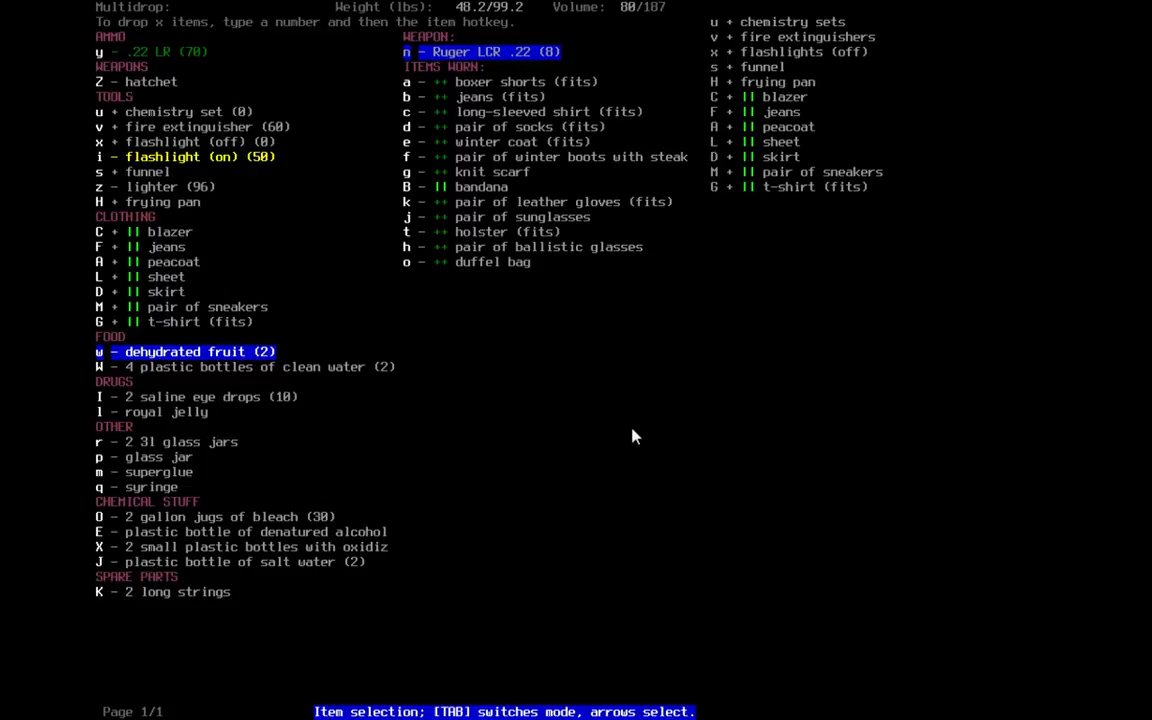 Multidrop: Weight (lbs): 48.2/99.2 Volume: 80/187
To drop x items, type a number and then the item hotkey.
AMMO
y - .22 LR (70)
WEAPONS
Z - hatchet
TOOLS
u + chemistry set (0)
v + fire extinguisher (60)
x + flashlight (off) (0)
i - flashlight (on) (50)
s + funnel
z - lighter (96)
H + frying pan
CLOTHING
C + || blazer
F + || jeans
A + || peacoat
L + || sheet
D + || skirt
M + || pair of sneakers
G + || t-shirt (fits)
FOOD
w - dehydrated fruit (2)
W - 4 plastic bottles of clean water (2)
DRUGS
I - 2 saline eye drops (10)
l - royal jelly
OTHER
r - 2 3l glass jars
p - glass jar
m - superglue
q - syringe
CHEMICAL STUFF
O - 2 gallon jugs of bleach (30)
E - plastic bottle of denatured alcohol
X - 2 small plastic bottles with oxidiz
J - plastic bottle of salt water (2)
SPARE PARTS
K - 2 long strings
WEAPON:
n - Ruger LCR .22 (8)
ITEMS WORN:
a - ++ boxer shorts (fits)
b - ++ jeans (fits)
c - ++ long-sleeved shirt (fits)
d - ++ pair of socks (fits)
e - ++ winter coat (fits)
f - ++ pair of winter boots with steak
g - ++ knit scarf
B - || bandana
k - ++ pair of leather gloves (fits)
j - ++ pair of sunglasses
t - ++ holster (fits)
h - ++ pair of ballistic glasses
o - ++ duffel bag
u + chemistry sets
v + fire extinguishers
x + flashlights (off)
s + funnel
H + frying pan
C + || blazer
F + || jeans
A + || peacoat
L + || sheet
D + || skirt
M + || pair of sneakers
G + || t-shirt (fits)
Page 1/1 Item selection; [TAB] switches mode, arrows select.